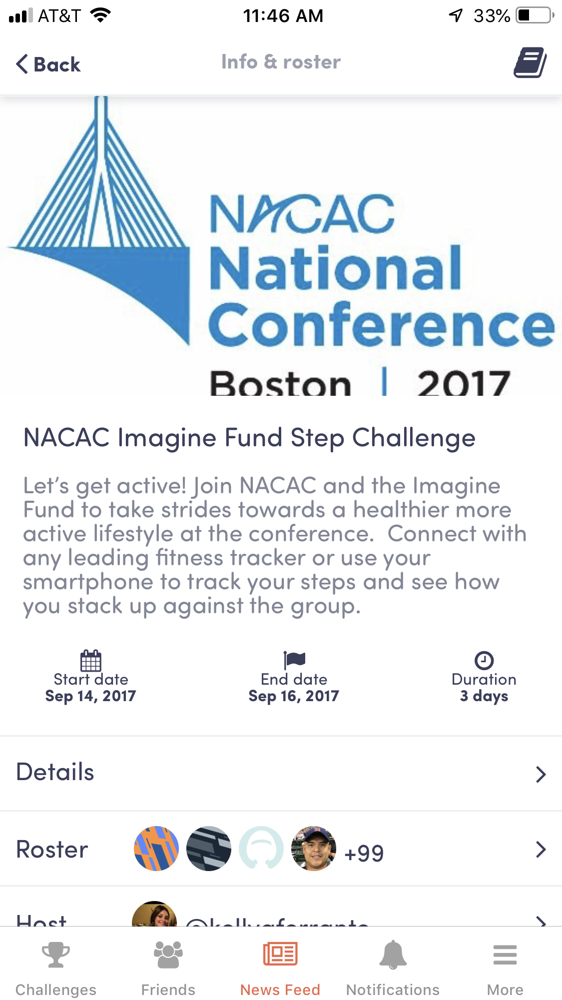 AT&T 11:46 AM 33%
Back Info & roster
NACAC
National
Conference
Boston | 2017
NACAC Imagine Fund Step Challenge
Let's get active! Join NACAC and the Imagine
Fund to take strides towards a healthier more
active lifestyle at the conference.  Connect with
any leading fitness tracker or use your
smartphone to track your steps and see how
you stack up against the group.
Start date End date Duration
Sep 14, 2017 Sep 16, 2017 3 days
Details
Roster +99
Host
Challenges Friends News Feed Notifications More